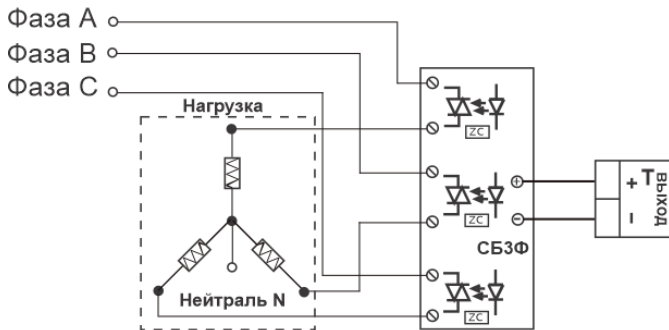 Фаза A
Фаза B
Фаза C
Нагрузка
ZC
ZC
СБ3Ф
ZC
Нейтраль N
+ Т
выход
-